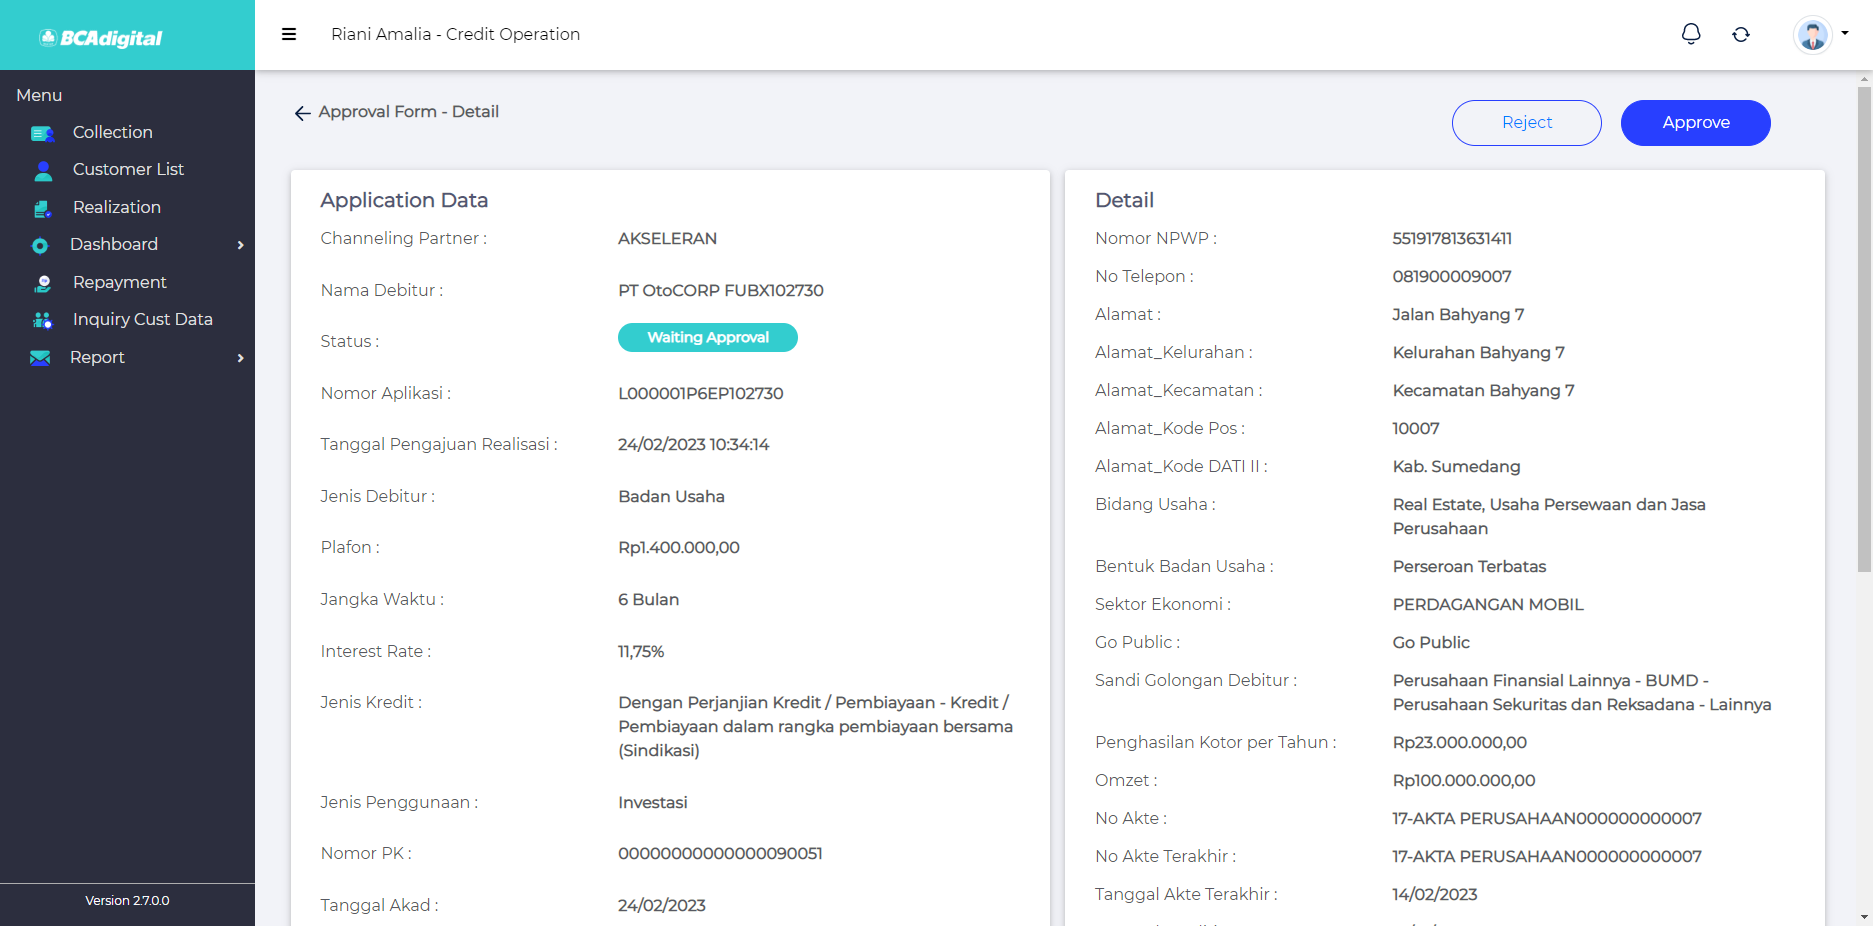 BCAdigital
Riani Amalia - Credit Operation
Menu
Collection
Customer List
Realization
Dashboard
Repayment
Inquiry Cust Data
Report
Version 2.7.0.0
Approval Form - Detail
Reject
Approve
Application Data
Channeling Partner : AKSELERAN
Nama Debitur : PT OtoCORP FUBX102730
Status : Waiting Approval
Nomor Aplikasi : L000001P6EP102730
Tanggal Pengajuan Realisasi : 24/02/2023 10:34:14
Jenis Debitur : Badan Usaha
Plafon : Rp1.400.000,00
Jangka Waktu : 6 Bulan
Interest Rate : 11,75%
Jenis Kredit : Dengan Perjanjian Kredit / Pembiayaan - Kredit /
Pembiayaan dalam rangka pembiayaan bersama
(Sindikasi)
Jenis Penggunaan : Investasi
Nomor PK : 00000000000000090051
Tanggal Akad : 24/02/2023
Detail
Nomor NPWP : 551917813631411
No Telepon : 081900009007
Alamat : Jalan Bahyang 7
Alamat_Kelurahan : Kelurahan Bahyang 7
Alamat_Kecamatan : Kecamatan Bahyang 7
Alamat_Kode Pos : 10007
Alamat_Kode DATI II : Kab. Sumedang
Bidang Usaha : Real Estate, Usaha Persewaan dan Jasa
Perusahaan
Bentuk Badan Usaha : Perseroan Terbatas
Sektor Ekonomi : PERDAGANGAN MOBIL
Go Public : Go Public
Sandi Golongan Debitur : Perusahaan Finansial Lainnya - BUMD -
Perusahaan Sekuritas dan Reksadana - Lainnya
Penghasilan Kotor per Tahun : Rp23.000.000,00
Omzet : Rp100.000.000,00
No Akte : 17-AKTA PERUSAHAAN000000000007
No Akte Terakhir : 17-AKTA PERUSAHAAN000000000007
Tanggal Akte Terakhir : 14/02/2023